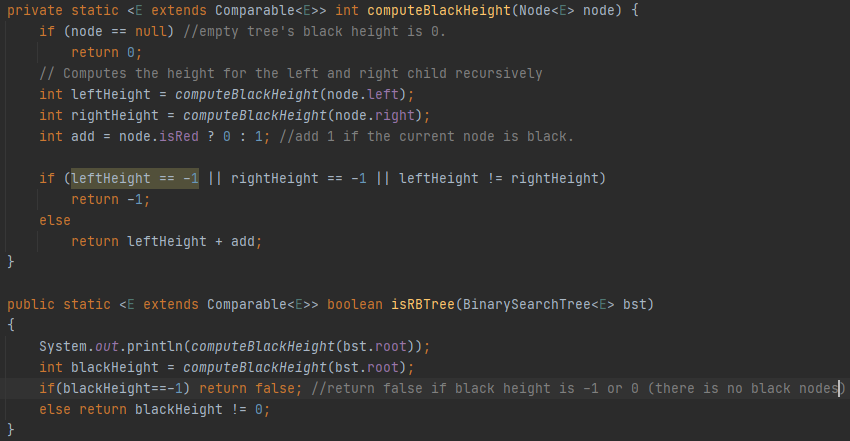 private static <E extends Comparable<E>> int computeBlackHeight(Node<E> node) {
    if (node == null) //empty tree's black height is 0.
        return 0;
    // Computes the height for the left and right child recursively
    int leftHeight = computeBlackHeight(node.left);
    int rightHeight = computeBlackHeight(node.right);
    int add = node.isRed ? 0 : 1; //add 1 if the current node is black.

    if (leftHeight == -1 || rightHeight == -1 || leftHeight != rightHeight)
        return -1;
    else
        return leftHeight + add;
}

public static <E extends Comparable<E>> boolean isRBTree(BinarySearchTree<E> bst)
{
    System.out.println(computeBlackHeight(bst.root));
    int blackHeight = computeBlackHeight(bst.root);
    if(blackHeight==-1) return false; //return false if black height is -1 or 0 (there is no black nodes)
    else return blackHeight != 0;
}